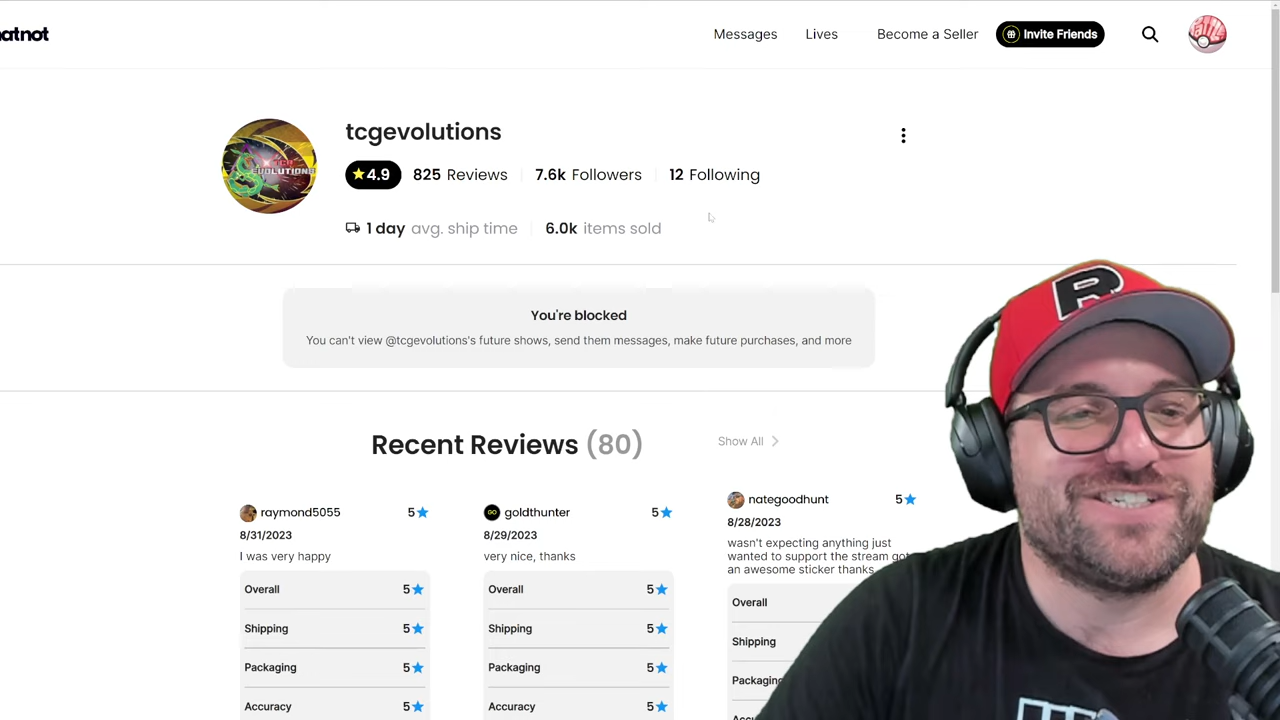 atnot
Messages
Lives
Become a Seller
Invite Friends
tcgevolutions
4.9
825 Reviews
7.6k Followers
12 Following
1 day avg. ship time
6.0k items sold
You're blocked
You can't view @tcgevolutions's future shows, send them messages, make future purchases, and more
Recent Reviews (80)
Show All
raymond5055
5
8/31/2023
I was very happy
Overall 5
Shipping 5
Packaging 5
Accuracy 5
goldthunter
5
8/29/2023
very nice, thanks
Overall 5
Shipping 5
Packaging 5
Accuracy 5
nategoodhunt
5
8/28/2023
wasn't expecting anything just
wanted to support the stream got
an awesome sticker thanks
Overall
Shipping
Packaging
R